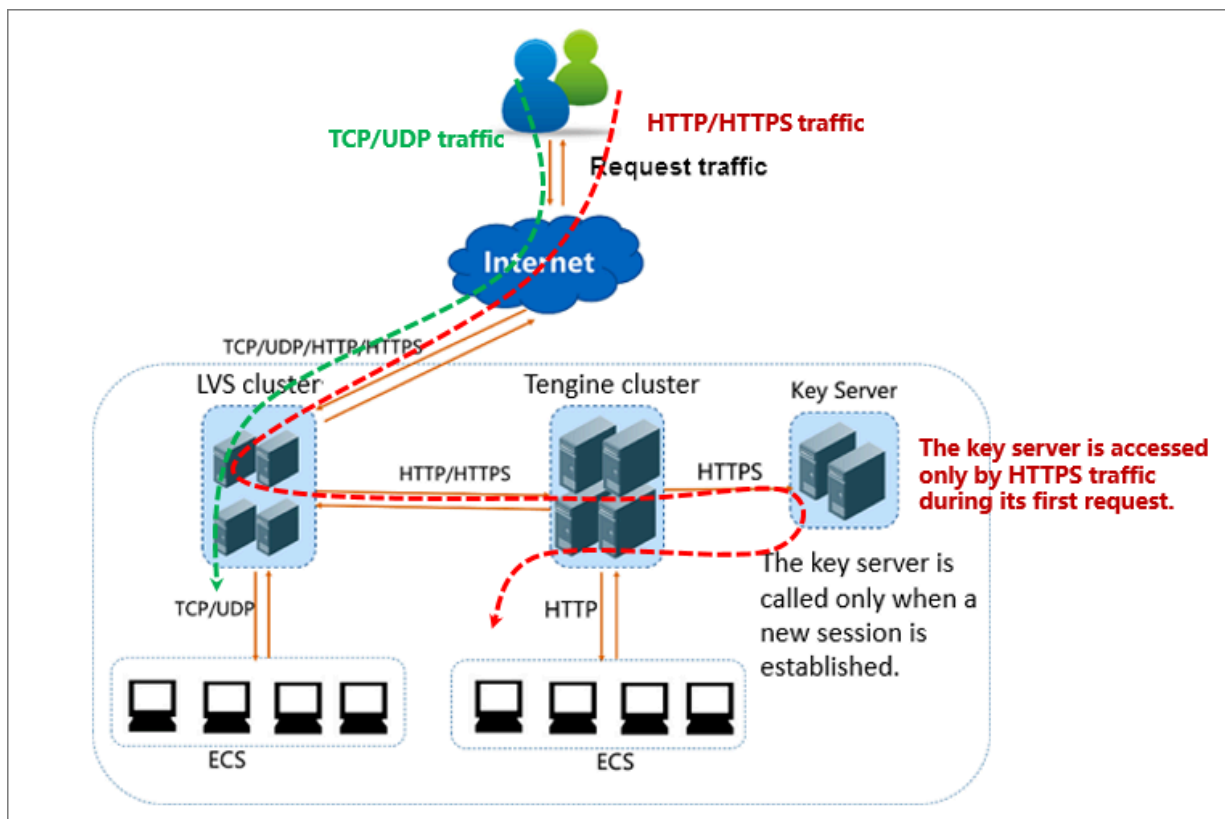 TCP/UDP traffic
HTTP/HTTPS traffic
Request traffic
Internet
TCP/UDP/HTTP/HTTPS
LVS cluster
Tengine cluster
Key Server
HTTP/HTTPS
HTTPS
The key server is accessed
only by HTTPS traffic
during its first request.
The key server is
called only when a
new session is
established.
TCP/UDP
HTTP
ECS
ECS